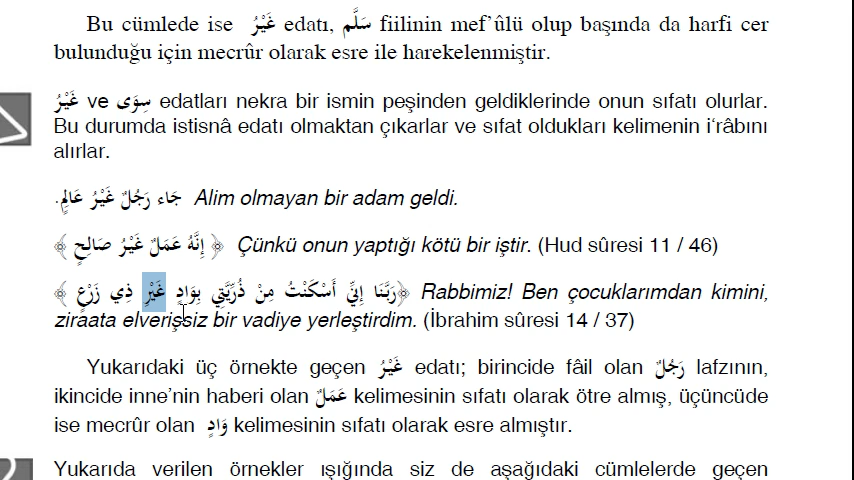 Bu cümlede ise غَيْرُ edatı, سَلَّم fiilinin mef'ûlü olup başında da harfi cer
bulunduğu için mecrûr olarak esre ile harekelenmiştir.
غَيْرُ ve سِوَى edatları nekra bir ismin peşinden geldiklerinde onun sıfatı olurlar.
Bu durumda istisnâ edatı olmaktan çıkarlar ve sıfat oldukları kelimenin i'râbını
alırlar.
جَاء رَجُلٌ غَيْرُ عَالِمٍ. Alim olmayan bir adam geldi.
﴿ إِنَّهُ عَمَلٌ غَيْرُ صَالِحٍ ﴾ Çünkü onun yaptığı kötü bir iştir. (Hud sûresi 11 / 46)
﴿رَبَّنَا إِنِّي أَسْكَنْتُ مِنْ ذُرِّيَّتِي بِوَادٍ غَيْرِ ذِي زَرْعٍ ﴾ Rabbimiz! Ben çocuklarımdan kimini,
ziraata elverişsiz bir vadiye yerleştirdim. (İbrahim sûresi 14 / 37)
Yukarıdaki üç örnekte geçen غَيْرُ edatı; birincide fâil olan رَجُلٌ lafzının,
ikincide inne'nin haberi olan عَمَلٌ kelimesinin sıfatı olarak ötre almış, üçüncüde
ise mecrûr olan وَادٍ kelimesinin sıfatı olarak esre almıştır.
Yukarıda verilen örnekler ışığında siz de aşağıdaki cümlelerde geçen